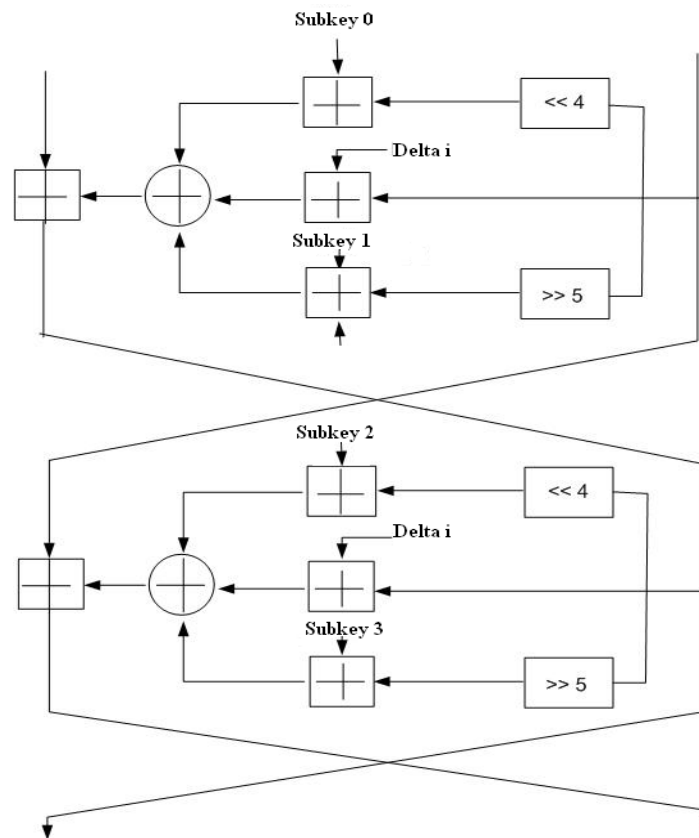 Subkey 0
<< 4
Delta i
Subkey 1
>> 5
Subkey 2
<< 4
Delta i
Subkey 3
>> 5